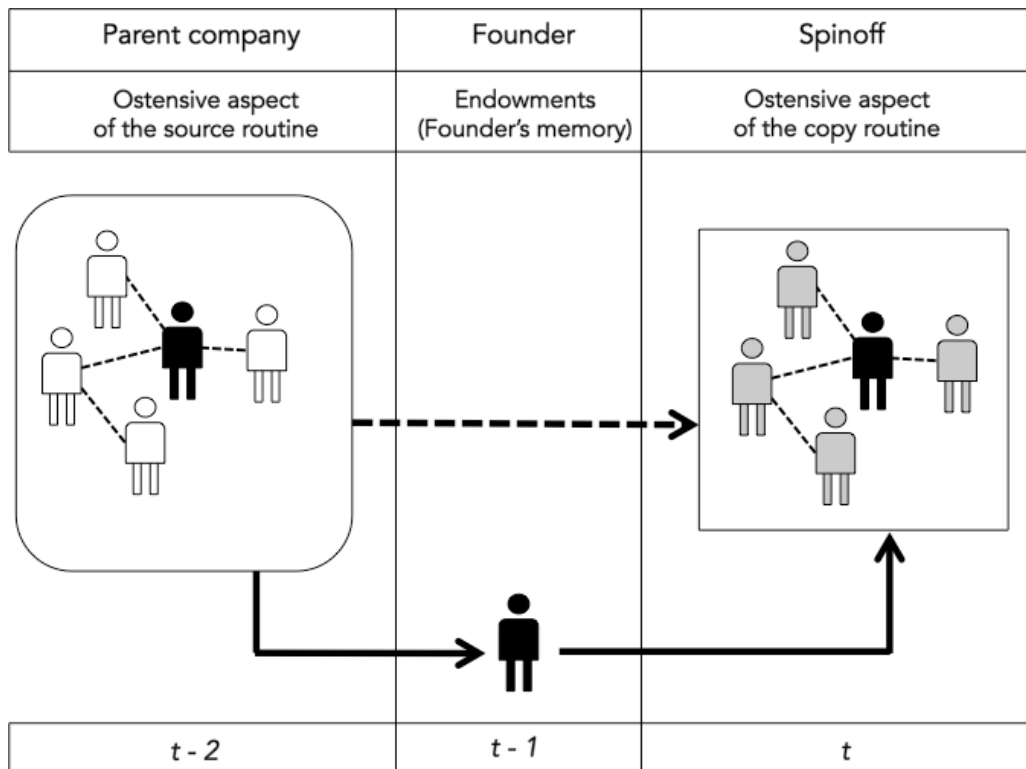 Parent company
Founder
Spinoff
Ostensive aspect
of the source routine
Endowments
(Founder's memory)
Ostensive aspect
of the copy routine
t - 2
t - 1
t